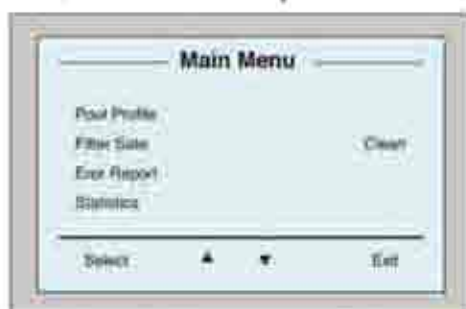 Main Menu
Pool Profile
Filter State Clean
Error Report
Statistics
Select ▲ ▼ Exit